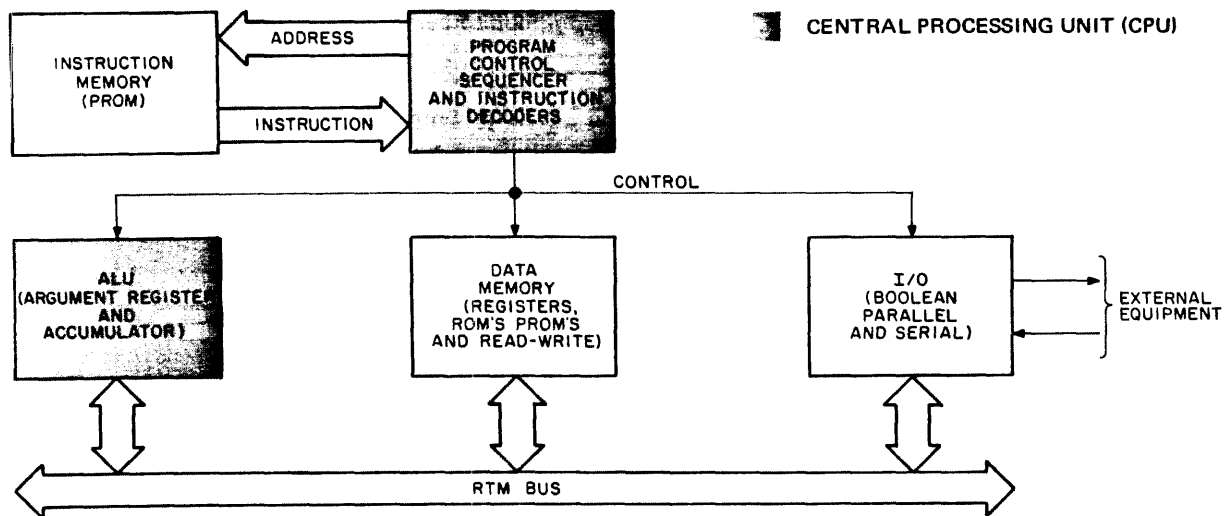 CENTRAL PROCESSING UNIT (CPU)
ADDRESS
INSTRUCTION
MEMORY
(PROM)
PROGRAM
CONTROL
SEQUENCER
AND INSTRUCTION
DECODERS
INSTRUCTION
CONTROL
ALU
(ARGUMENT REGISTER
AND
ACCUMULATOR)
DATA
MEMORY
(REGISTERS,
ROM'S PROM'S
AND READ-WRITE)
I/O
(BOOLEAN
PARALLEL
AND SERIAL)
EXTERNAL
EQUIPMENT
RTM BUS